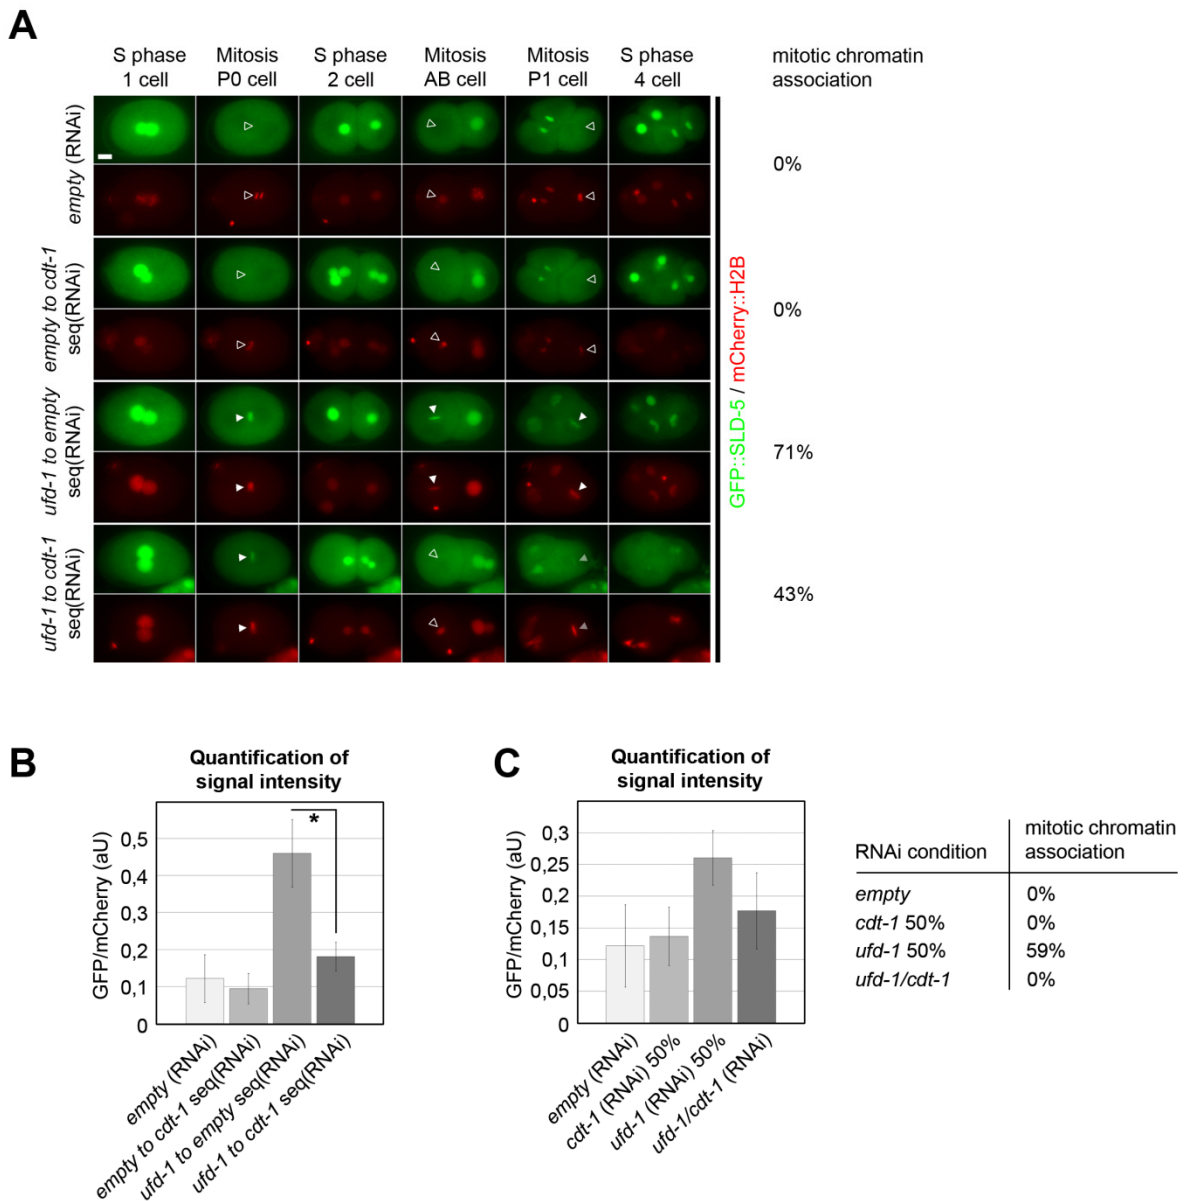 A
S phase
1 cell
Mitosis
P0 cell
S phase
2 cell
Mitosis
AB cell
Mitosis
P1 cell
S phase
4 cell
mitotic chromatin
association
empty (RNAi)
0%
empty to cdt-1
seq(RNAi)
0%
ufd-1 to empty
seq(RNAi)
71%
ufd-1 to cdt-1
seq(RNAi)
43%
GFP::SLD-5 / mCherry::H2B
B
Quantification of
signal intensity
GFP/mCherry (aU)
0,5
0,4
0,3
0,2
0,1
0
*
empty (RNAi)
empty to cdt-1 seq(RNAi)
ufd-1 to empty seq(RNAi)
ufd-1 to cdt-1 seq(RNAi)
C
Quantification of
signal intensity
GFP/mCherry (aU)
0,3
0,25
0,2
0,15
0,1
0,05
0
empty (RNAi)
cdt-1 (RNAi) 50%
ufd-1 (RNAi) 50%
ufd-1/cdt-1 (RNAi)
RNAi condition
mitotic chromatin
association
empty 0%
cdt-1 50% 0%
ufd-1 50% 59%
ufd-1/cdt-1 0%